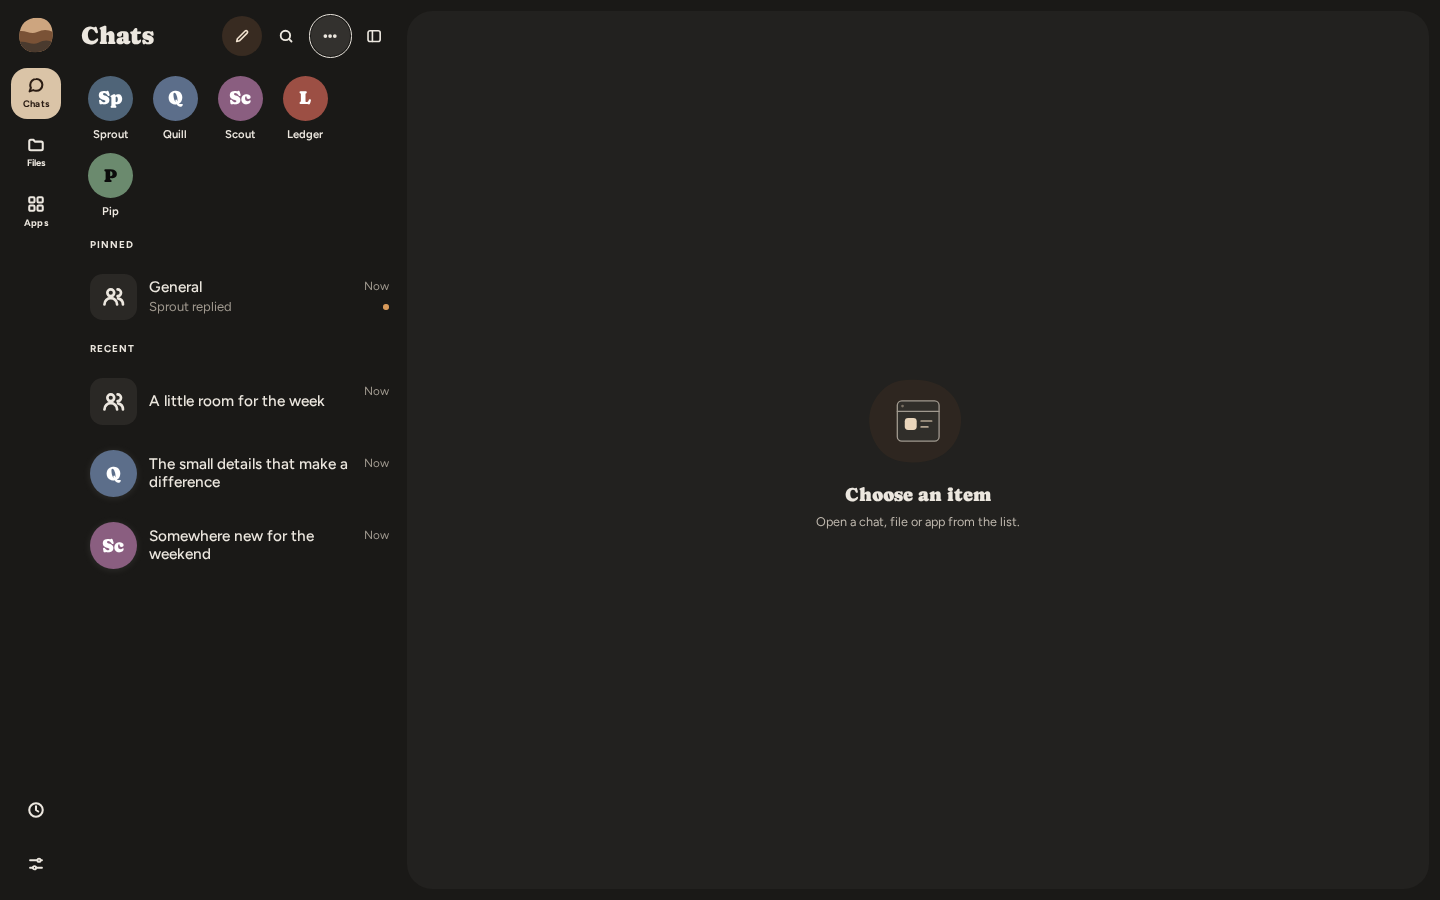 Chats
Chats
Files
Apps
Sp
Q
Sc
L
Sprout
Quill
Scout
Ledger
P
Pip
PINNED
General
Now
Sprout replied
RECENT
A little room for the week
Now
Q
The small details that make a
difference
Now
Sc
Somewhere new for the
weekend
Now
Choose an item
Open a chat, file or app from the list.